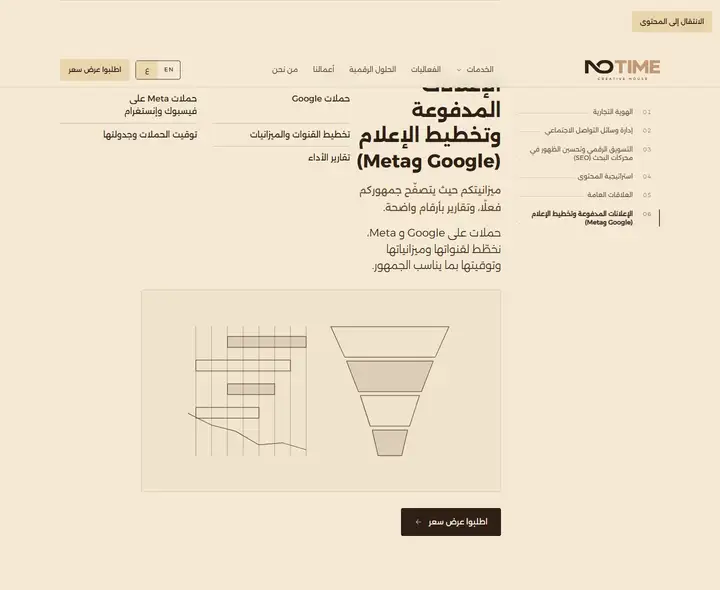 الانتقال إلى المحتوى
NO TIME
CREATIVE HOUSE
الخدمات
الفعاليات
الحلول الرقمية
أعمالنا
من نحن
EN
ع
اطلبوا عرض سعر
01 الهوية التجارية
02 إدارة وسائل التواصل الاجتماعي
03 التسويق الرقمي وتحسين الظهور في
محركات البحث (SEO)
04 استراتيجية المحتوى
05 العلاقات العامة
06 الإعلانات المدفوعة وتخطيط الإعلام
(Google وMeta)
الإعلانات
المدفوعة
وتخطيط الإعلام
(Google وMeta)
ميزانيتكم حيث يتصفّح جمهوركم
فعلًا، وتقارير بأرقام واضحة.
حملات على Google و Meta،
نخطّط لقنواتها وميزانياتها
وتوقيتها بما يناسب الجمهور.
حملات Google
حملات Meta على
فيسبوك وإنستغرام
تخطيط القنوات والميزانيات
توقيت الحملات وجدولتها
تقارير الأداء
اطلبوا عرض سعر ←